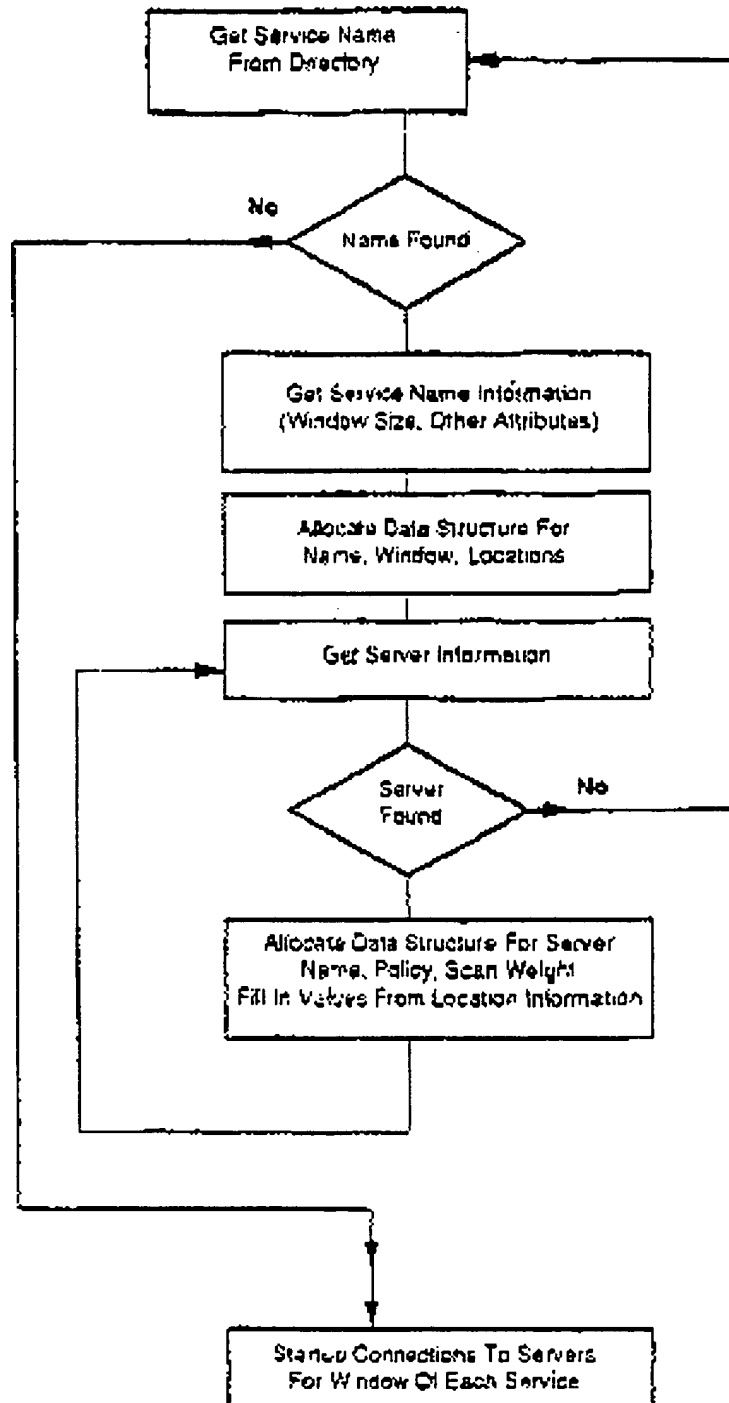 Get Service Name
From Directory
No
Name Found
Get Service Name Information
(Window Size, Other Attributes)
Allocate Data Structure For
Name, Window, Locations
Get Server Information
Server
Found
No
Allocate Data Structure For Server
Name, Policy, Scan Weight
Fill In Values From Location Information
Startup Connections To Servers
For Window Of Each Service